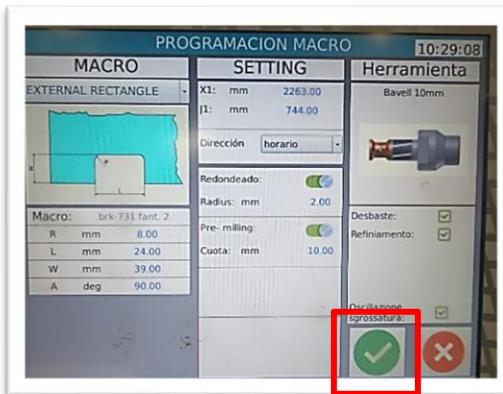 PROGRAMACION MACRO
10:29:08
MACRO
EXTERNAL RECTANGLE
R
W
L
Macro: brk-731 fant. 2
R mm 8.00
L mm 24.00
W mm 39.00
A deg 90.00
SETTING
X1: mm 2263.00
J1: mm 744.00
Dirección horario
Redondeado:
Radius: mm 2.00
Pre- milling:
Cuota: mm 10.00
Herramienta
Bavell 10mm
Desbaste:
Refiniamento:
Oscillazione
sgrossatura: